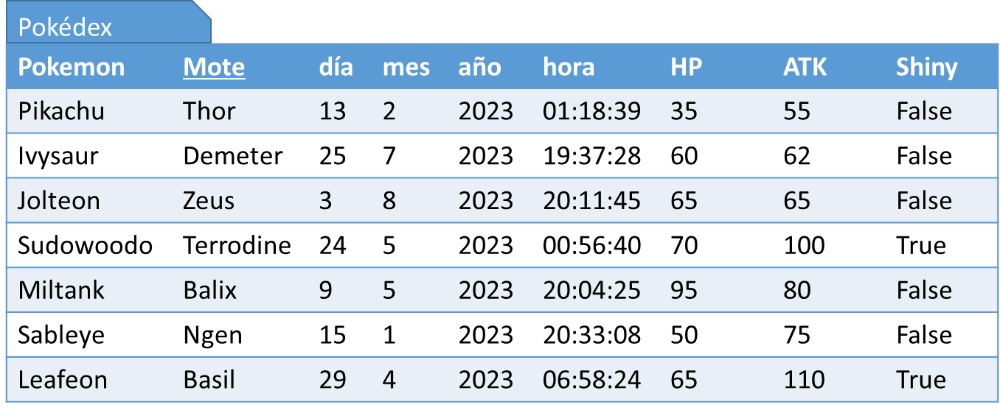 Pokédex
Pokemon Mote día mes año hora HP ATK Shiny
Pikachu Thor 13 2 2023 01:18:39 35 55 False
Ivysaur Demeter 25 7 2023 19:37:28 60 62 False
Jolteon Zeus 3 8 2023 20:11:45 65 65 False
Sudowoodo Terrodine 24 5 2023 00:56:40 70 100 True
Miltank Balix 9 5 2023 20:04:25 95 80 False
Sableye Ngen 15 1 2023 20:33:08 50 75 False
Leafeon Basil 29 4 2023 06:58:24 65 110 True